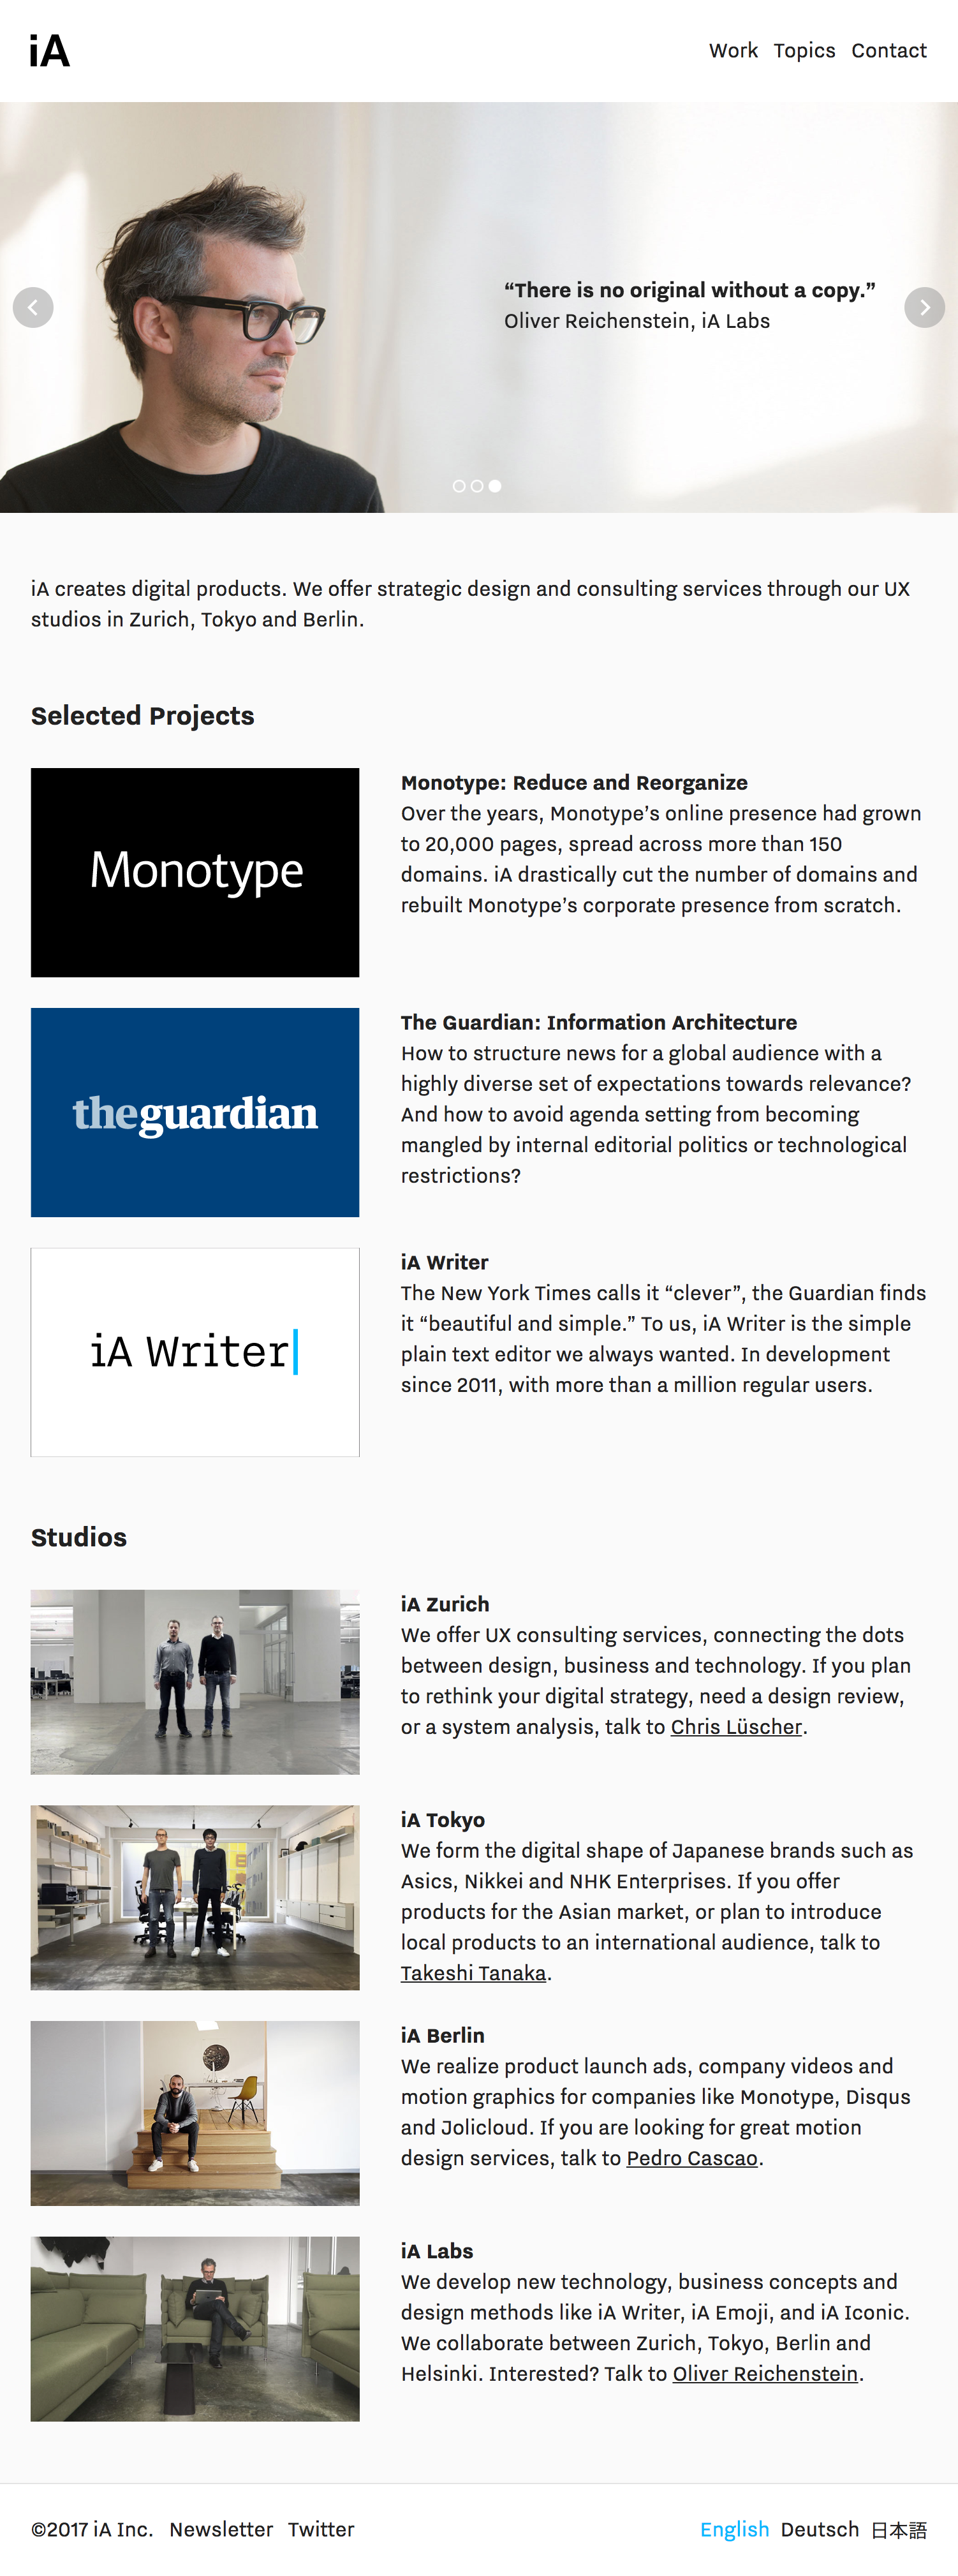 iA
Work Topics Contact
“There is no original without a copy.”
Oliver Reichenstein, iA Labs
iA creates digital products. We offer strategic design and consulting services through our UX
studios in Zurich, Tokyo and Berlin.
Selected Projects
Monotype
Monotype: Reduce and Reorganize
Over the years, Monotype’s online presence had grown
to 20,000 pages, spread across more than 150
domains. iA drastically cut the number of domains and
rebuilt Monotype’s corporate presence from scratch.
theguardian
The Guardian: Information Architecture
How to structure news for a global audience with a
highly diverse set of expectations towards relevance?
And how to avoid agenda setting from becoming
mangled by internal editorial politics or technological
restrictions?
iA Writer
iA Writer
The New York Times calls it “clever”, the Guardian finds
it “beautiful and simple.” To us, iA Writer is the simple
plain text editor we always wanted. In development
since 2011, with more than a million regular users.
Studios
iA Zurich
We offer UX consulting services, connecting the dots
between design, business and technology. If you plan
to rethink your digital strategy, need a design review,
or a system analysis, talk to Chris Lüscher.
iA Tokyo
We form the digital shape of Japanese brands such as
Asics, Nikkei and NHK Enterprises. If you offer
products for the Asian market, or plan to introduce
local products to an international audience, talk to
Takeshi Tanaka.
iA Berlin
We realize product launch ads, company videos and
motion graphics for companies like Monotype, Disqus
and Jolicloud. If you are looking for great motion
design services, talk to Pedro Cascao.
iA Labs
We develop new technology, business concepts and
design methods like iA Writer, iA Emoji, and iA Iconic.
We collaborate between Zurich, Tokyo, Berlin and
Helsinki. Interested? Talk to Oliver Reichenstein.
©2017 iA Inc. Newsletter Twitter
English Deutsch 日本語